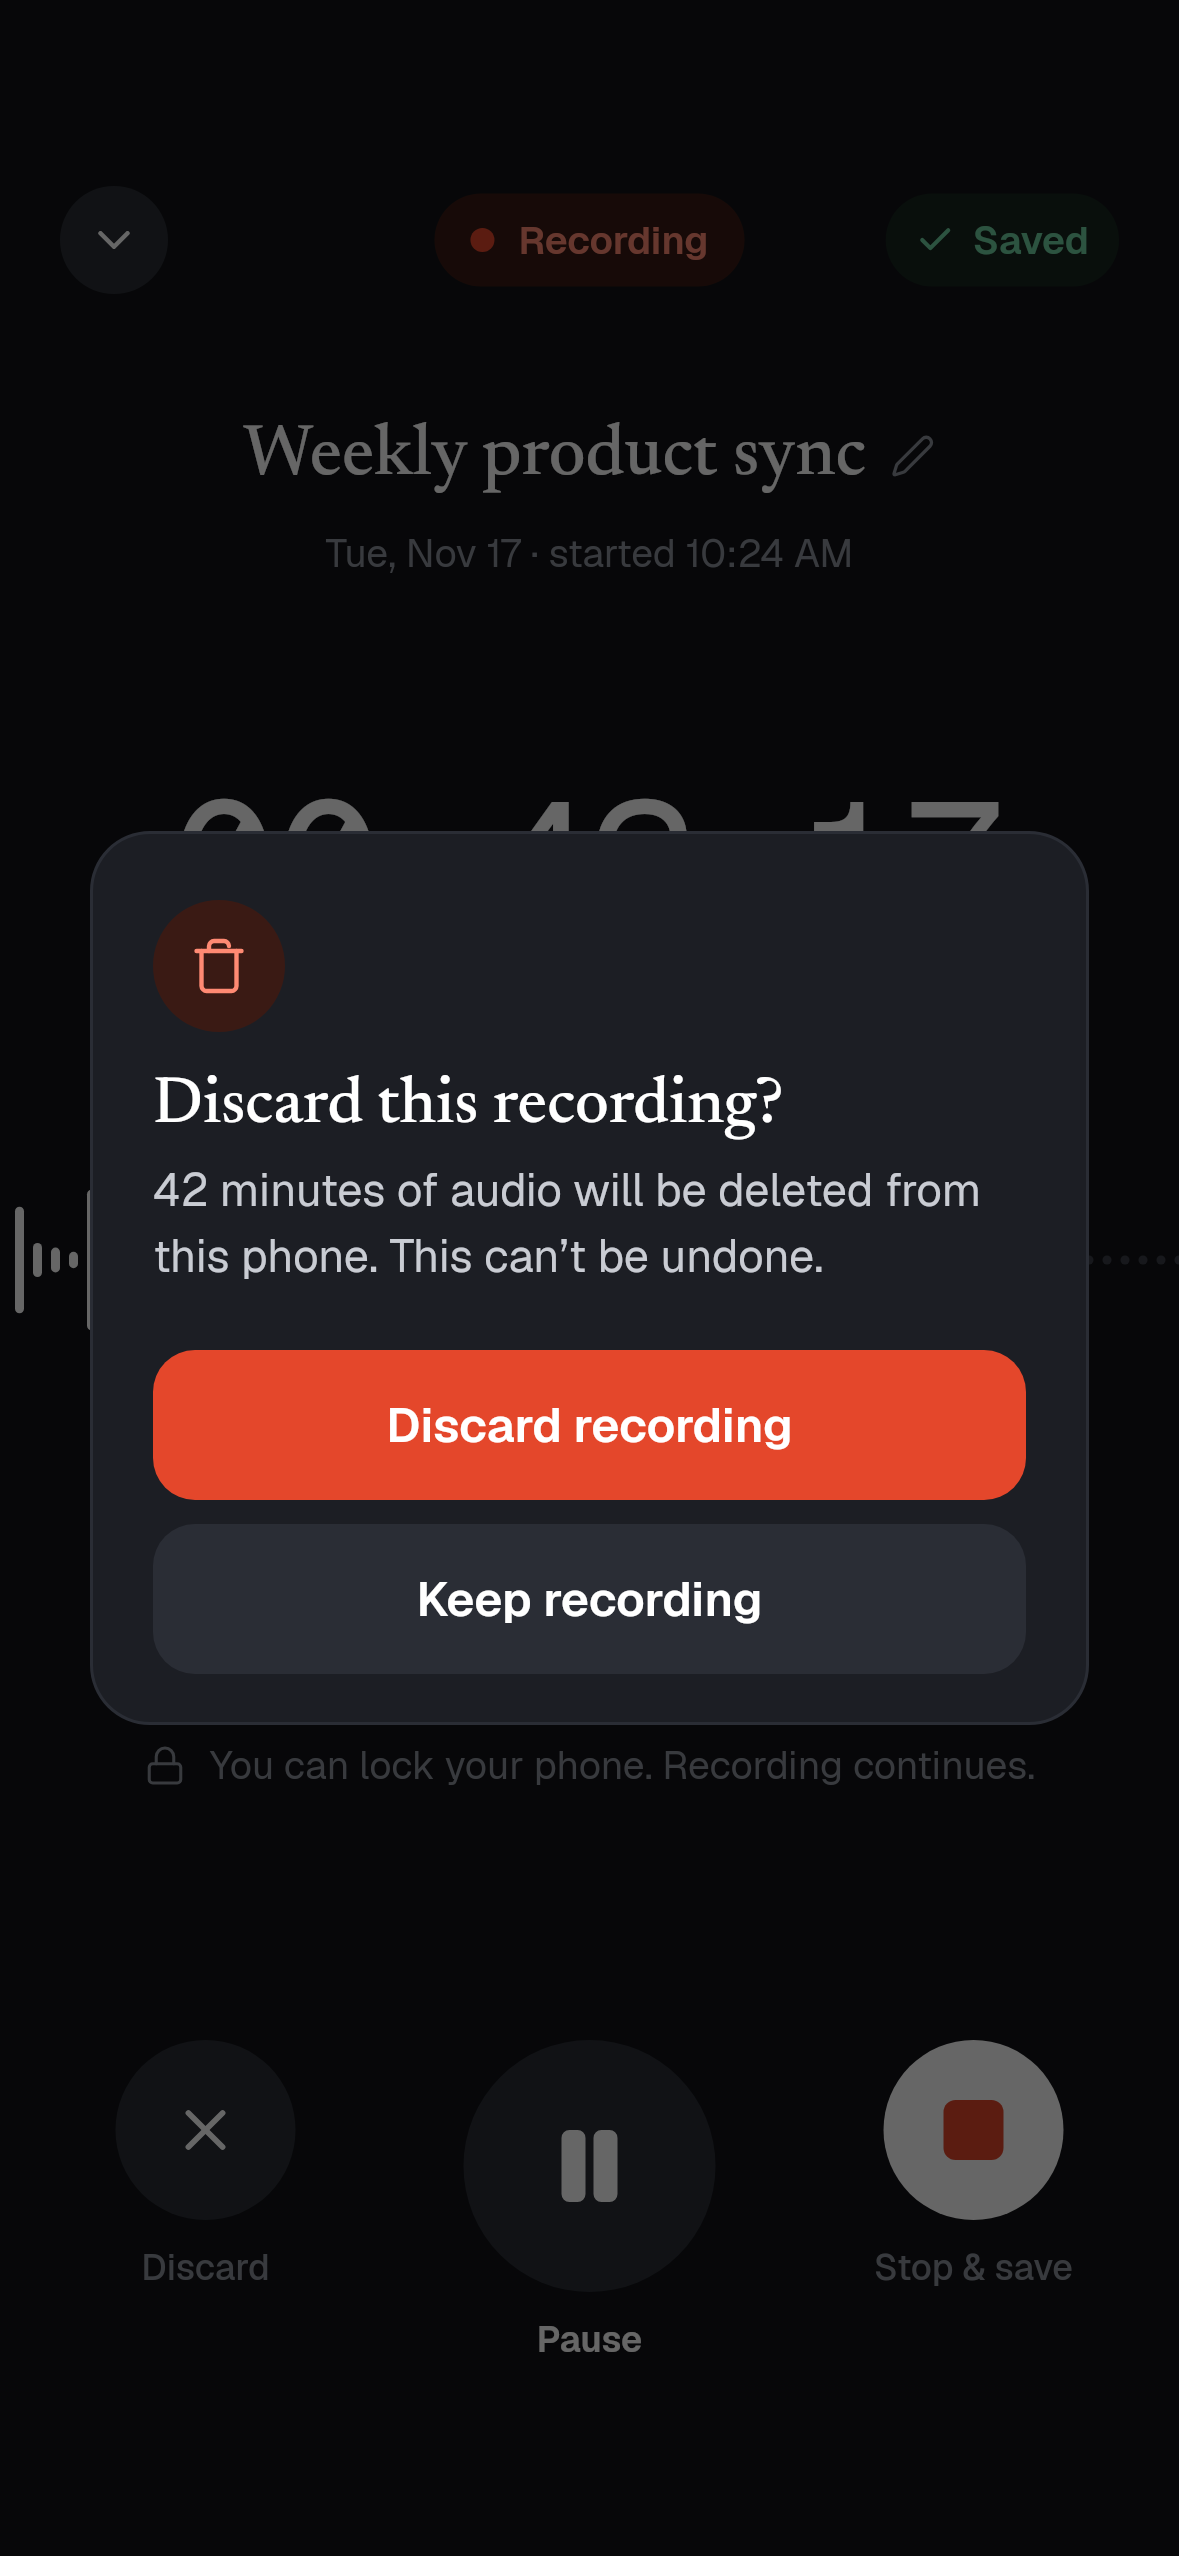 Recording
Saved
Weekly product sync
Tue, Nov 17 · started 10:24 AM
Discard this recording?
42 minutes of audio will be deleted from
this phone. This can’t be undone.
Discard recording
Keep recording
You can lock your phone. Recording continues.
Discard
Stop & save
Pause